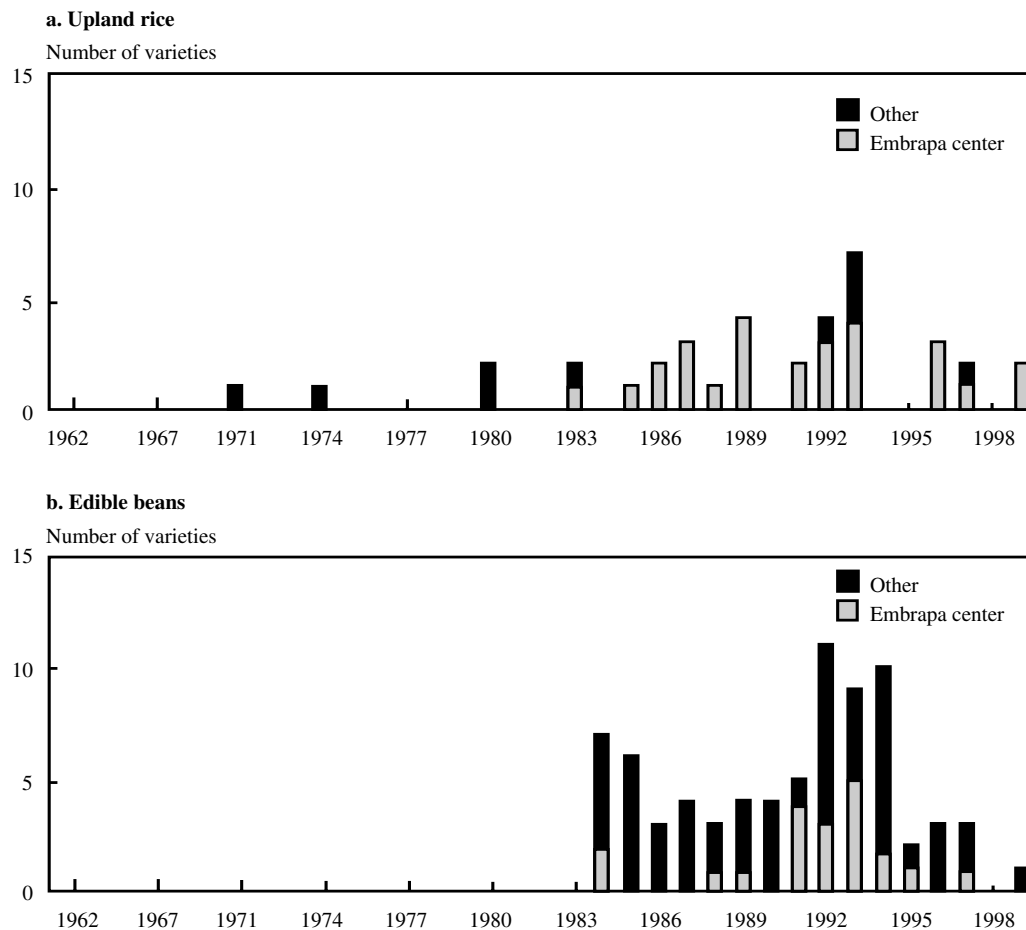 a. Upland rice
Number of varieties
15
Other
Embrapa center
10
5
0
1962 1967 1971 1974 1977 1980 1983 1986 1989 1992 1995 1998
b. Edible beans
Number of varieties
15
Other
Embrapa center
10
5
0
1962 1967 1971 1974 1977 1980 1983 1986 1989 1992 1995 1998